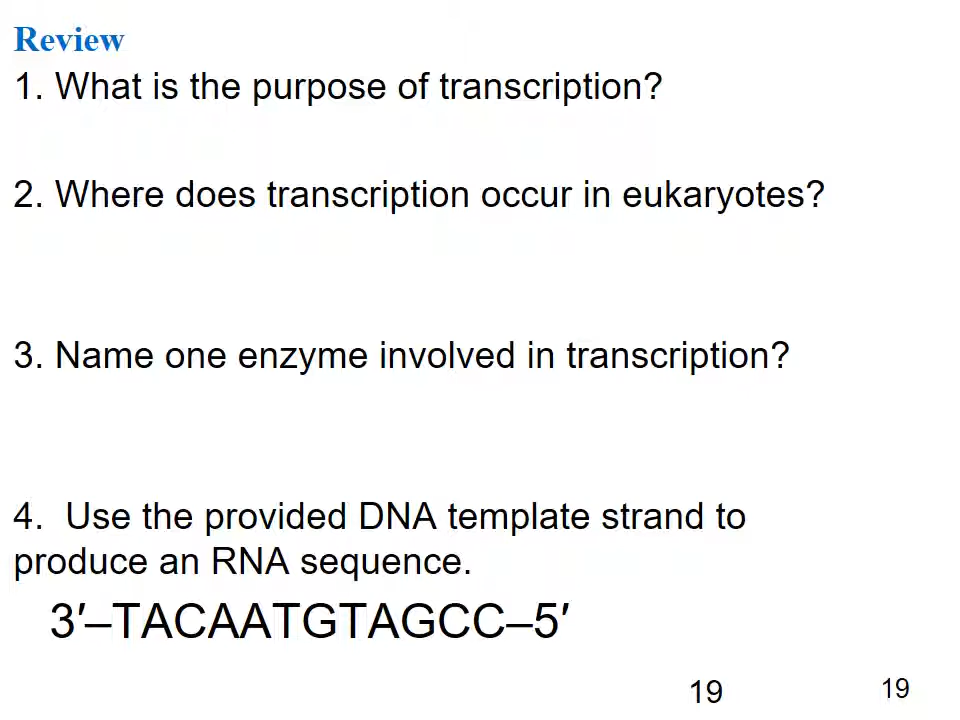 Review
1. What is the purpose of transcription?
2. Where does transcription occur in eukaryotes?
3. Name one enzyme involved in transcription?
4.  Use the provided DNA template strand to
produce an RNA sequence.
3′–TACAATGTAGCC–5′
19
19